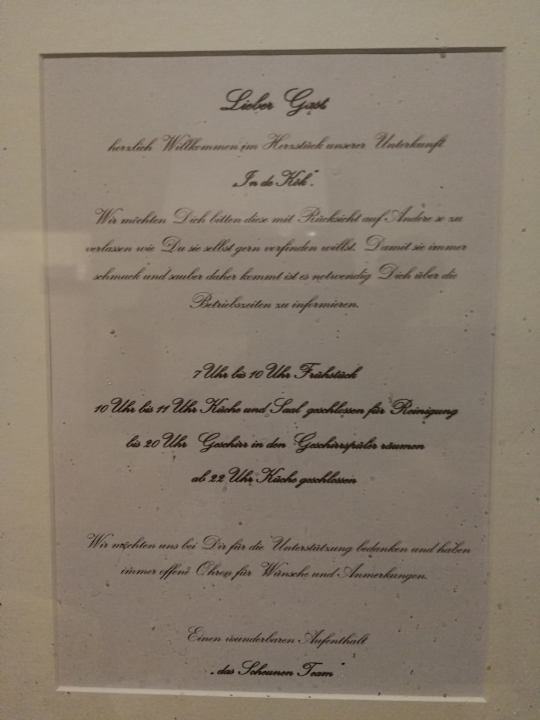 Lieber Gast
herzlich Willkommen im Herzstück unserer Unterkunft
„In de Kök".
Wir möchten Dich bitten diese mit Rücksicht auf Andere so zu
verlassen wie Du sie selbst gern vorfinden willst. Damit sie immer
schmuck und sauber daher kommt ist es notwendig Dich über die
Betriebszeiten zu informieren.
7 Uhr bis 10 Uhr Frühstück
10 Uhr bis 11 Uhr Küche und Saal geschlossen für Reinigung
bis 20 Uhr Geschirr in den Geschirrspüler räumen
ab 22 Uhr Küche geschlossen
Wir möchten uns bei Dir für die Unterstützung bedanken und haben
immer offene Ohren für Wünsche und Anmerkungen.
Einen wunderbaren Aufenthalt
„das Scheunen Team"